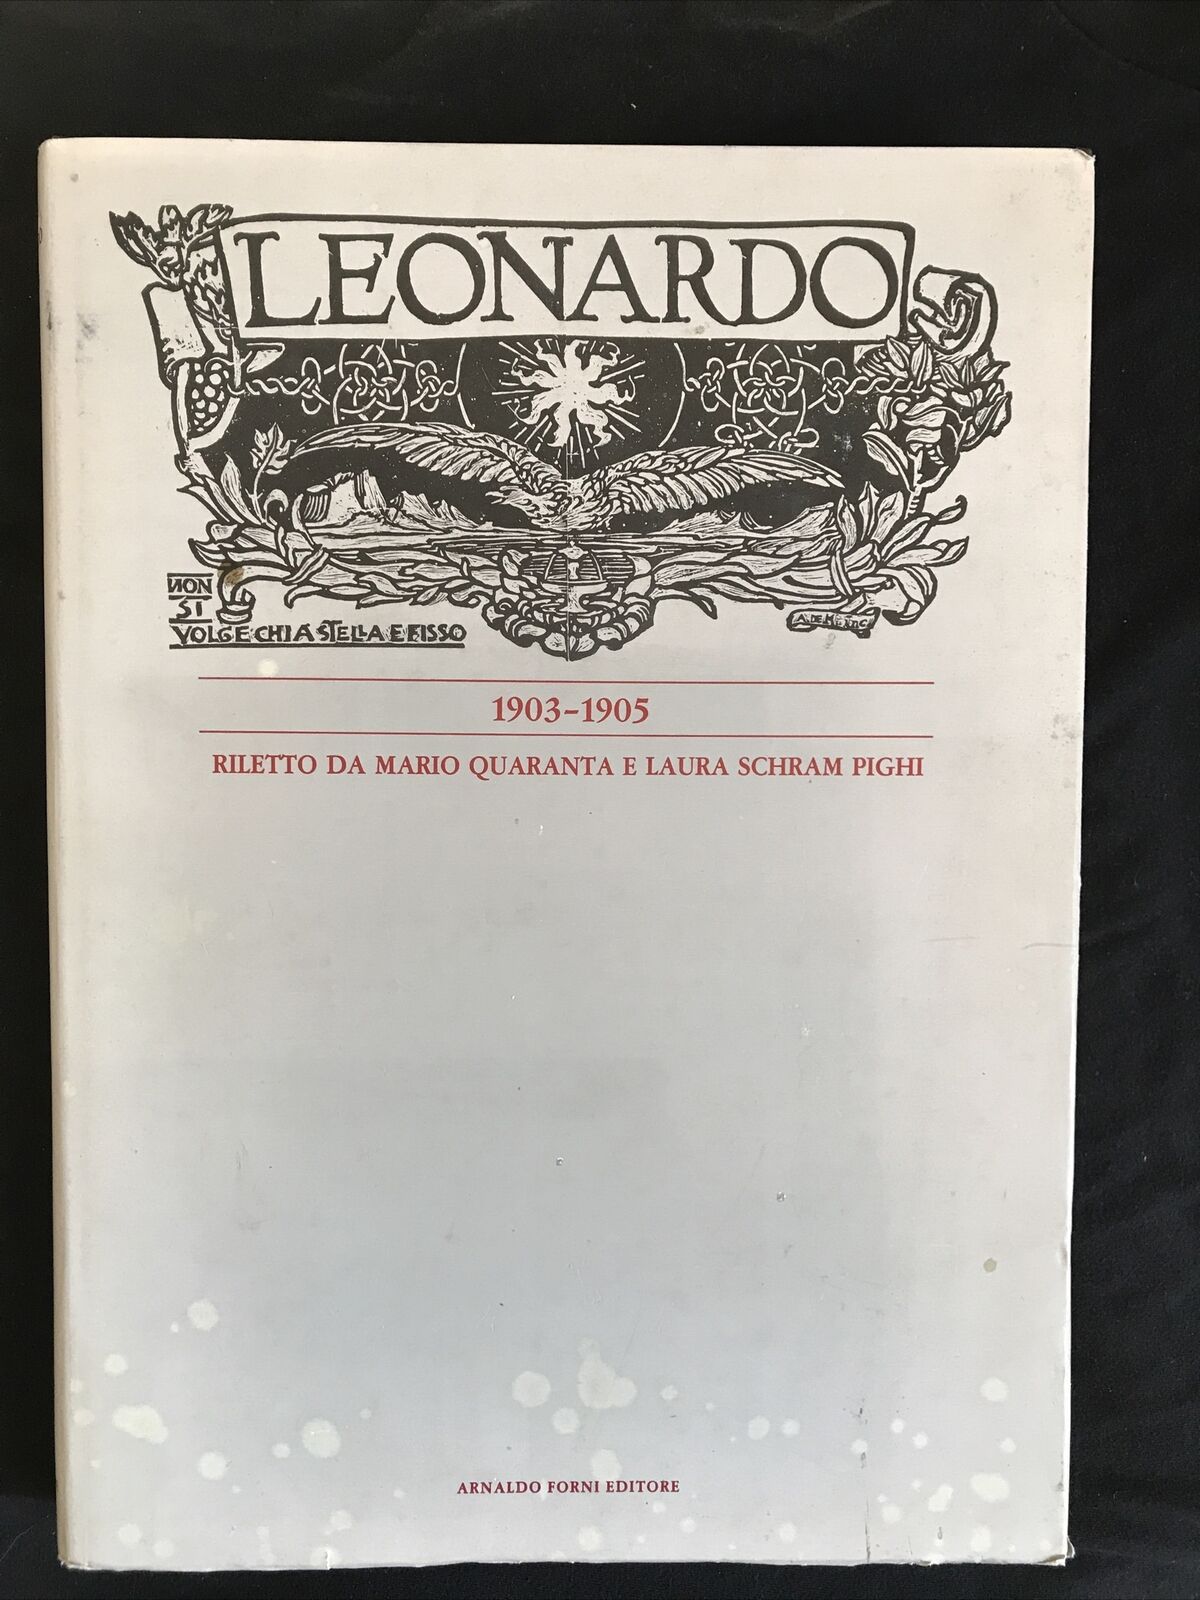 LEONARDO
NON
SI
VOLGE CHI A STELLA E FISSO
1903-1905
RILETTO DA MARIO QUARANTA E LAURA SCHRAM PIGHI
ARNALDO FORNI EDITORE